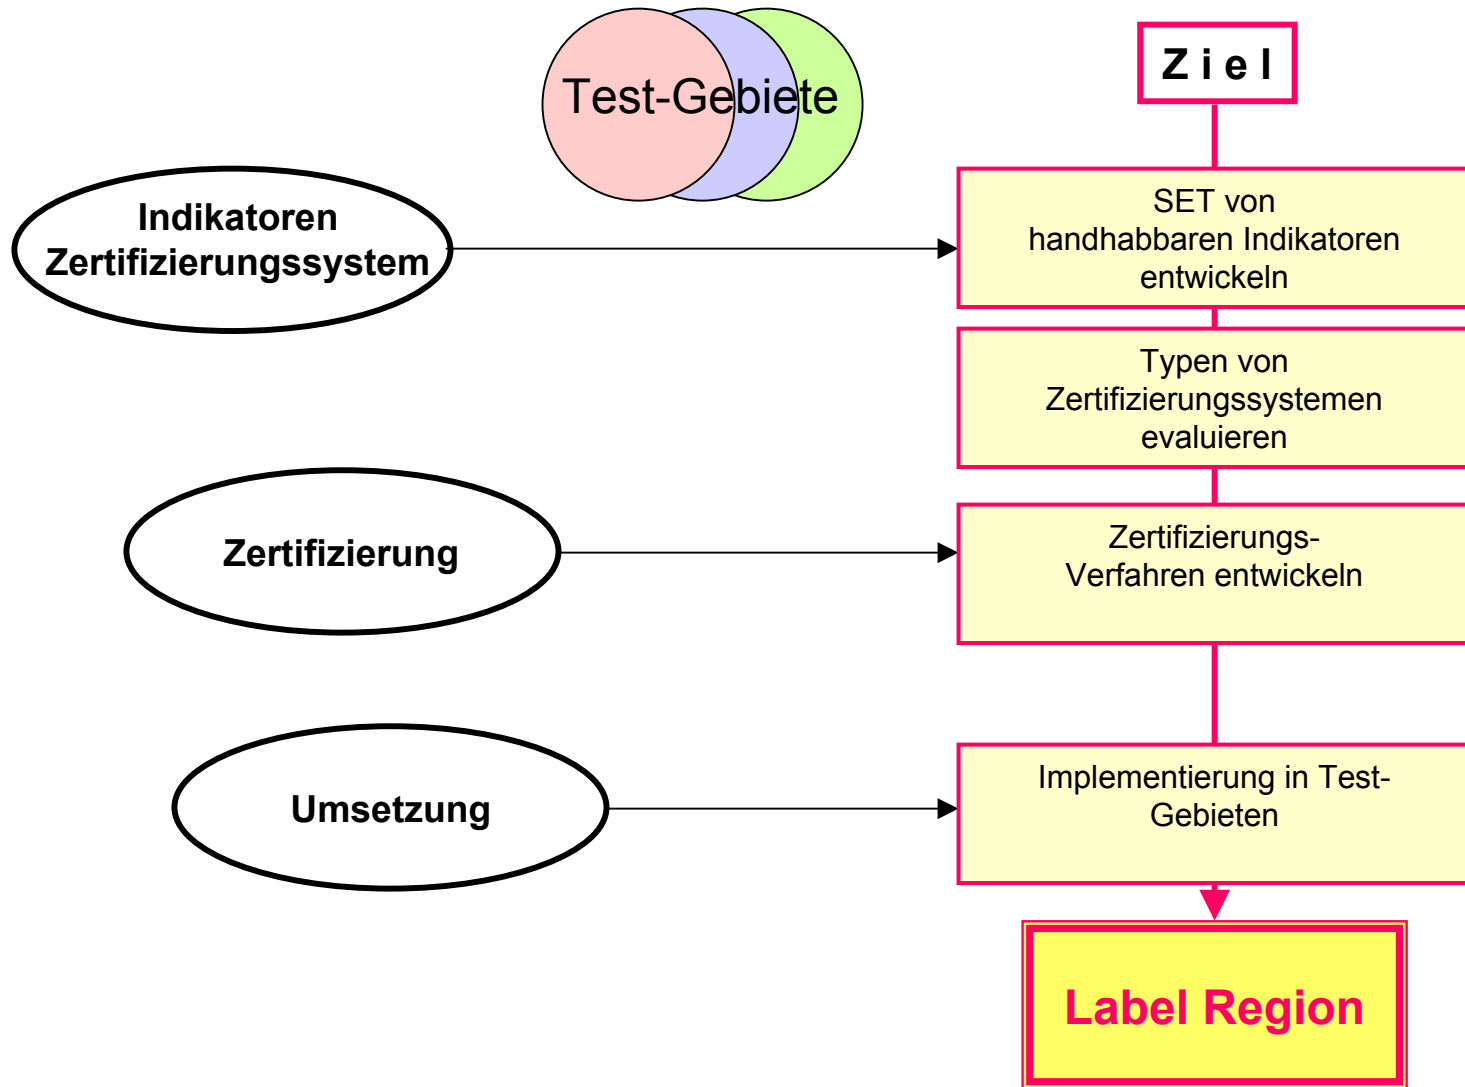 Test-Gebiete
Z i e l
Indikatoren
Zertifizierungssystem
SET von
handhabbaren Indikatoren
entwickeln
Typen von
Zertifizierungssystemen
evaluieren
Zertifizierung
Zertifizierungs-
Verfahren entwickeln
Umsetzung
Implementierung in Test-
Gebieten
Label Region